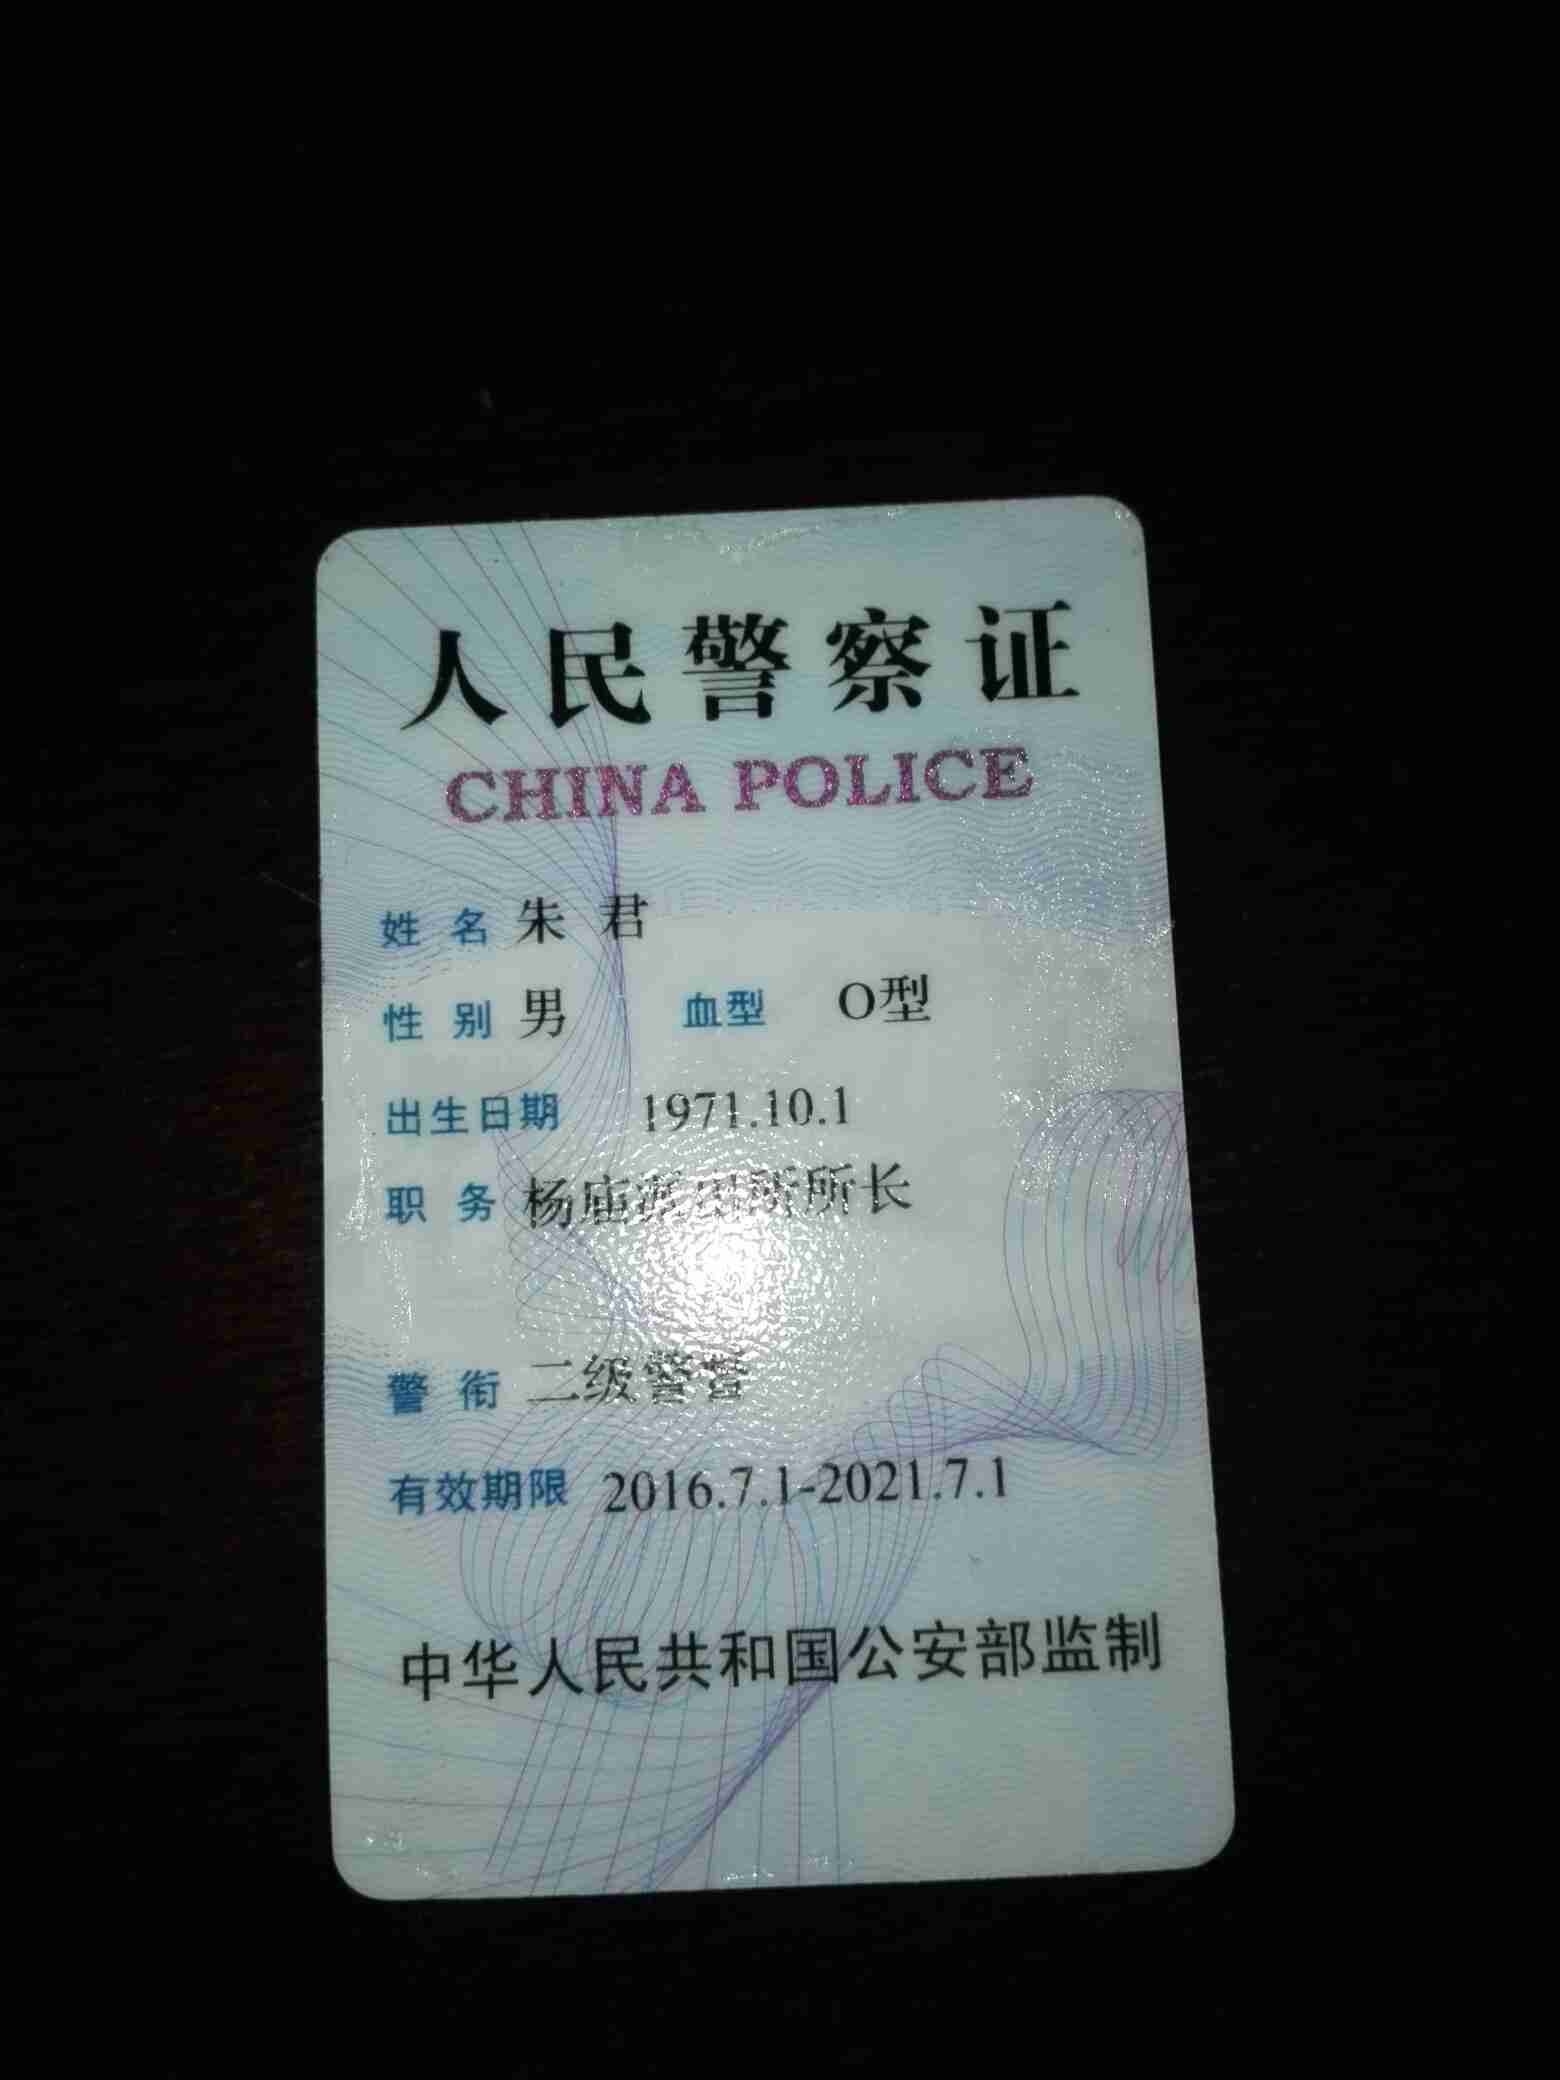 人民警察证
CHINA POLICE
姓 名 朱 君
性 别 男 血型 O型
出生日期 1971.10.1
职 务 杨庙派出所所长
警 衔 二级警督
有效期限 2016.7.1-2021.7.1
中华人民共和国公安部监制